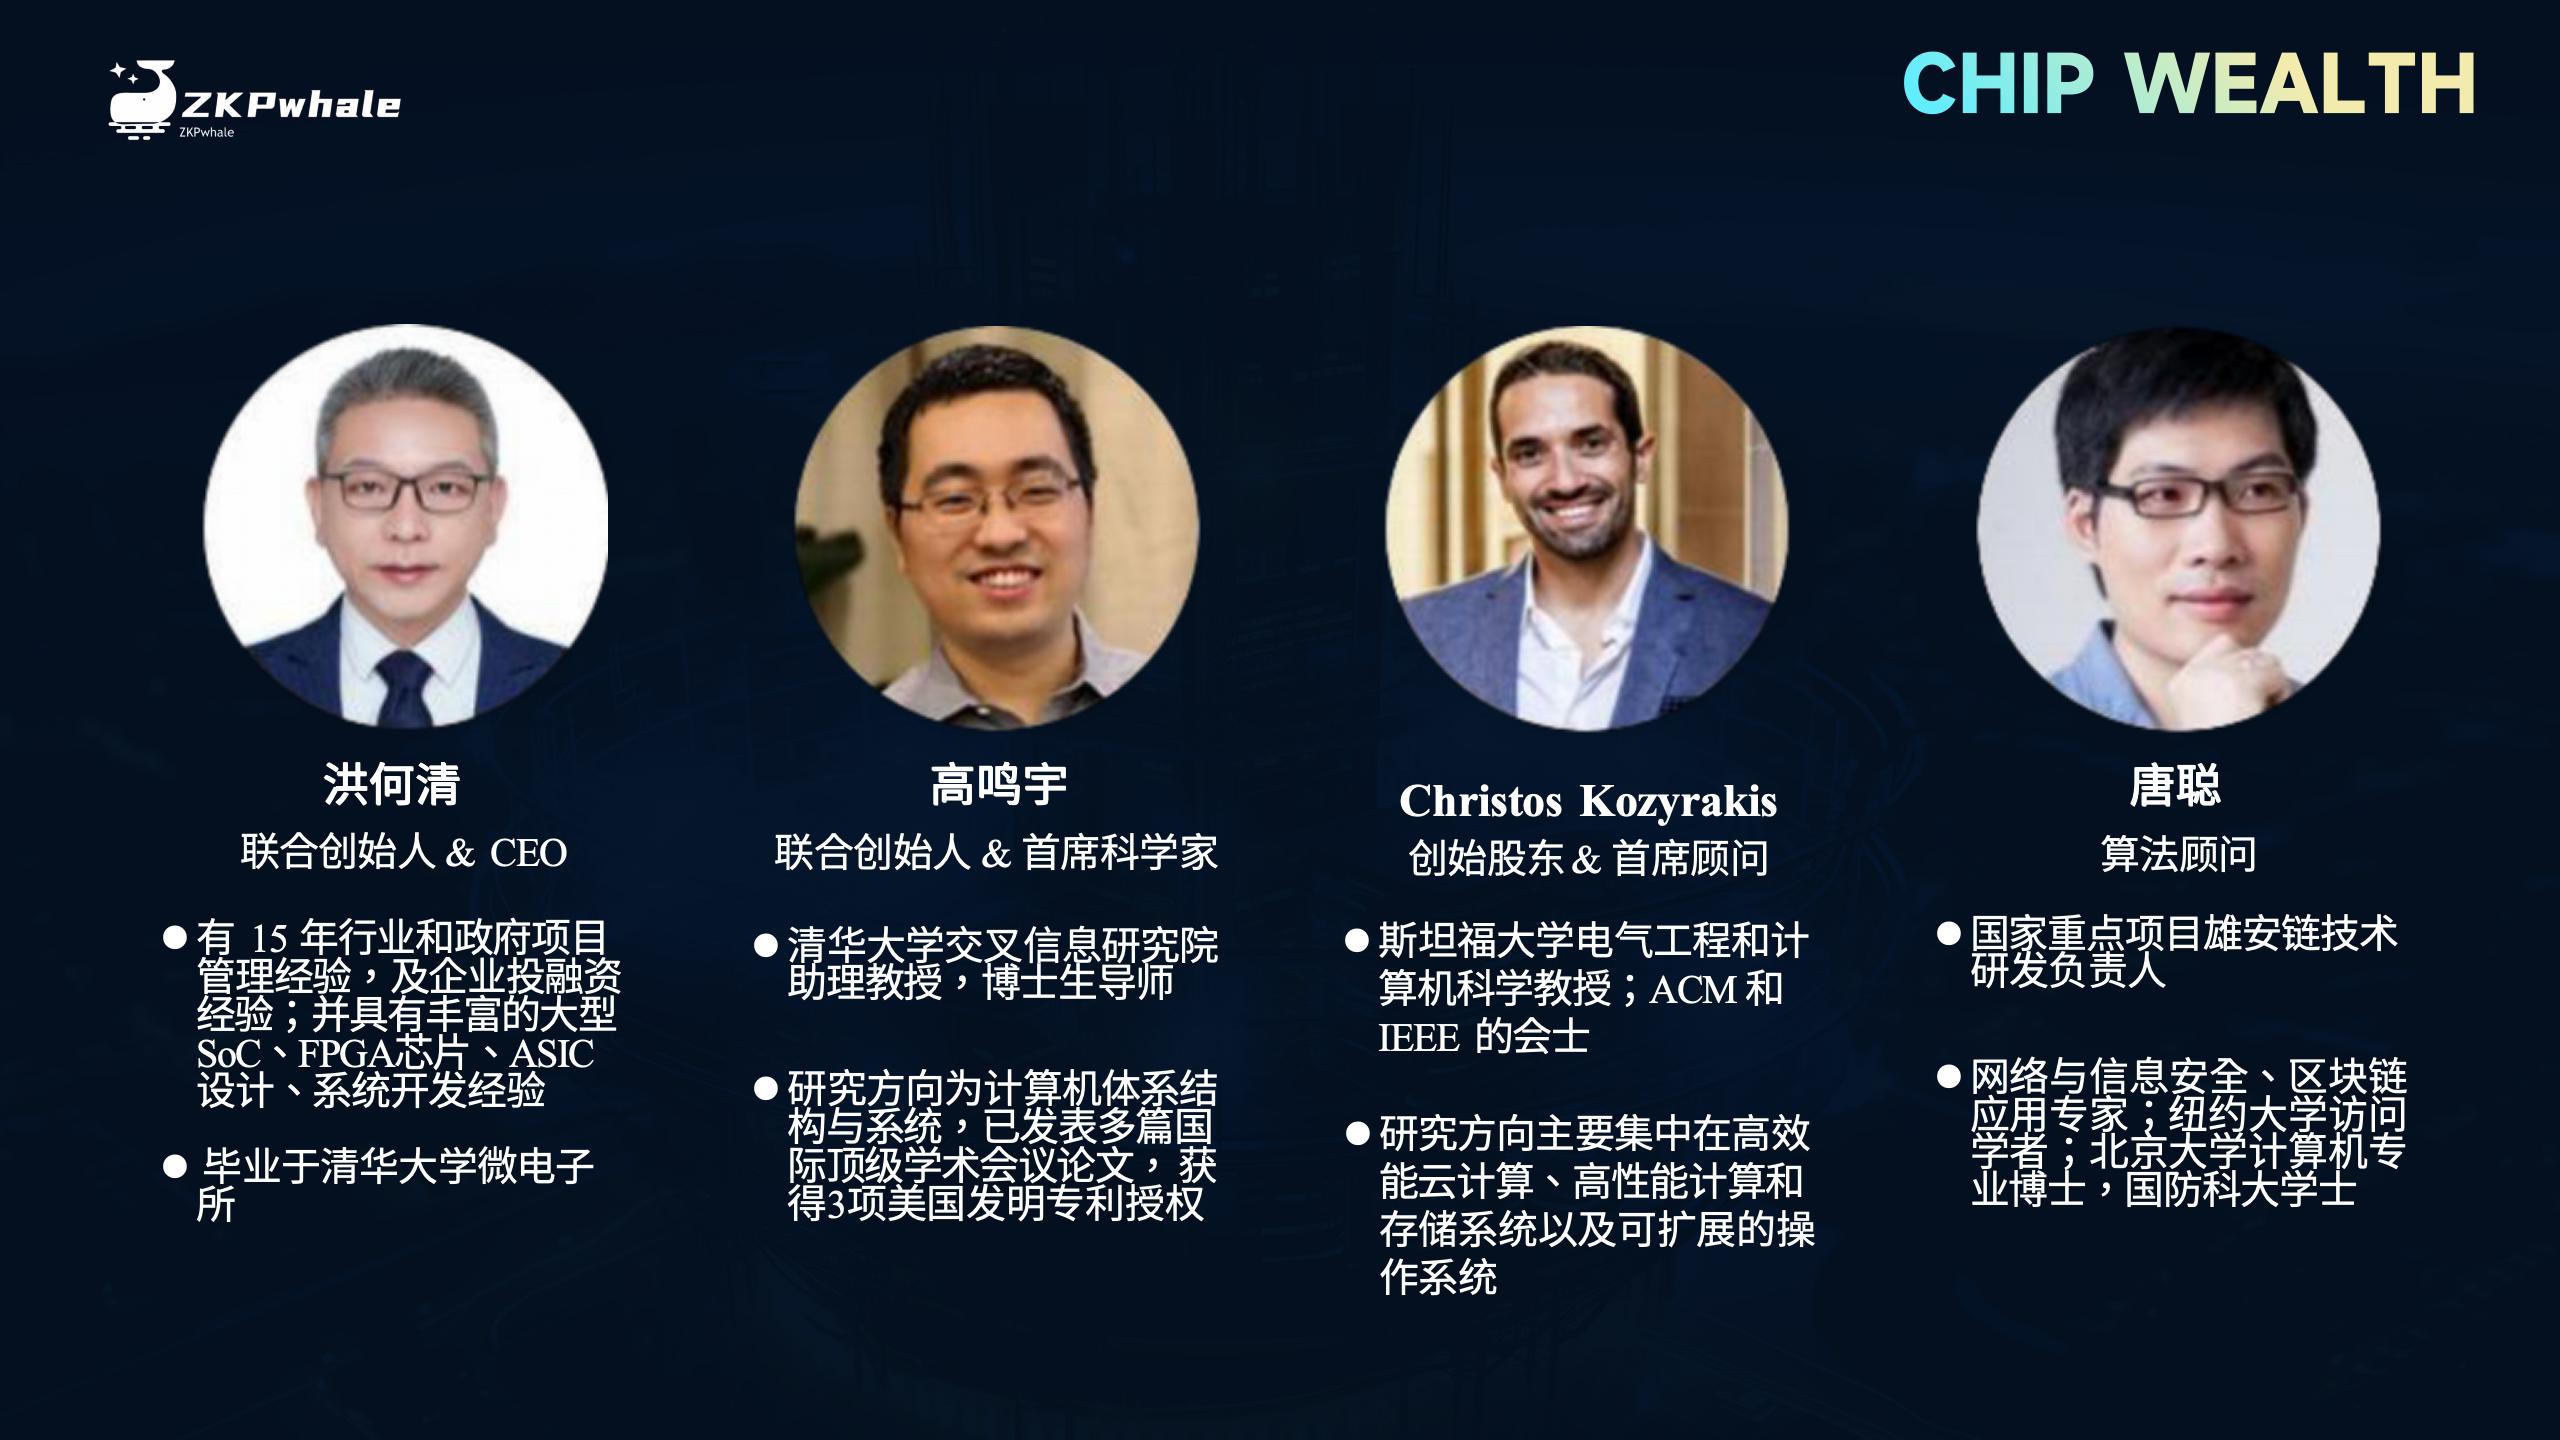 ZKPwhale
ZKPwhale
CHIP WEALTH
洪何清
联合创始人 & CEO
有 15 年行业和政府项目
管理经验，及企业投融资
经验；并具有丰富的大型
SoC、FPGA芯片、ASIC
设计、系统开发经验
毕业于清华大学微电子
所
高鸣宇
联合创始人 & 首席科学家
清华大学交叉信息研究院
助理教授，博士生导师
研究方向为计算机体系结
构与系统，已发表多篇国
际顶级学术会议论文， 获
得3项美国发明专利授权
Christos Kozyrakis
创始股东 & 首席顾问
斯坦福大学电气工程和计
算机科学教授；ACM 和
IEEE 的会士
研究方向主要集中在高效
能云计算、高性能计算和
存储系统以及可扩展的操
作系统
唐聪
算法顾问
国家重点项目雄安链技术
研发负责人
网络与信息安全、区块链
应用专家；纽约大学访问
学者；北京大学计算机专
业博士，国防科大学士